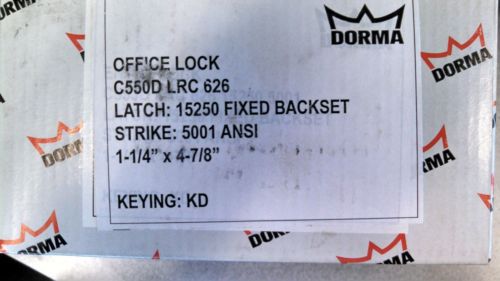 DORMA
OFFICE LOCK
C550D LRC 626
LATCH: 15250 FIXED BACKSET
STRIKE: 5001 ANSI
1-1/4" x 4-7/8"
KEYING: KD
DORMA
DORMA
DORMA
DORMA
DORMA